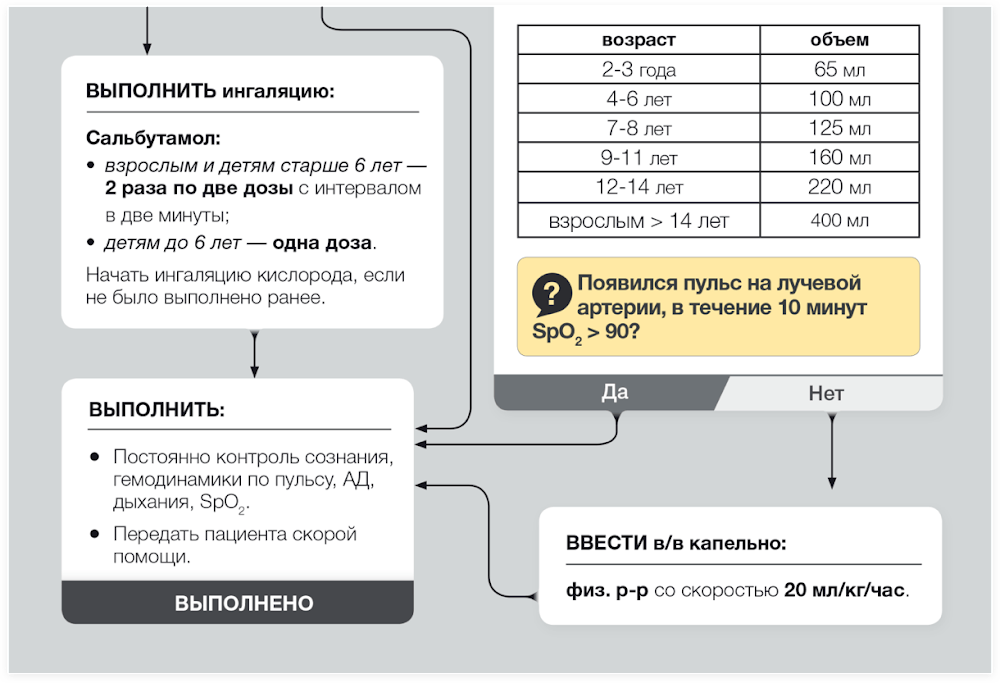 ВЫПОЛНИТЬ ингаляцию:
Сальбутамол:
• взрослым и детям старше 6 лет —
2 раза по две дозы с интервалом
в две минуты;
• детям до 6 лет — одна доза.
Начать ингаляцию кислорода, если
не было выполнено ранее.
ВЫПОЛНИТЬ:
• Постоянно контроль сознания,
гемодинамики по пульсу, АД,
дыхания, SpO₂.
• Передать пациента скорой
помощи.
ВЫПОЛНЕНО
возраст объем
2-3 года 65 мл
4-6 лет 100 мл
7-8 лет 125 мл
9-11 лет 160 мл
12-14 лет 220 мл
взрослым > 14 лет 400 мл
? Появился пульс на лучевой
артерии, в течение 10 минут
SpO₂ > 90?
Да Нет
ВВЕСТИ в/в капельно:
физ. р-р со скоростью 20 мл/кг/час.